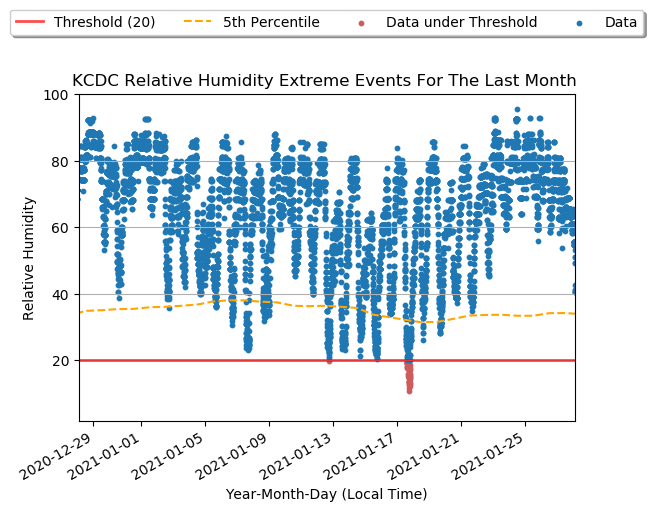 Threshold (20) 5th Percentile Data under Threshold Data
KCDC Relative Humidity Extreme Events For The Last Month
100
80
60
40
20
Relative Humidity
2020-12-29 2021-01-01 2021-01-05 2021-01-09 2021-01-13 2021-01-17 2021-01-21 2021-01-25
Year-Month-Day (Local Time)